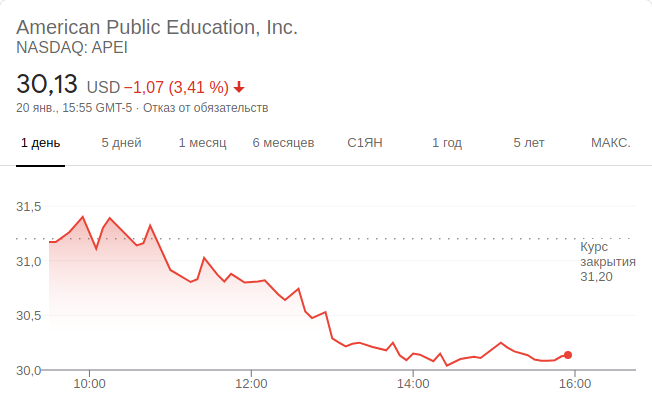 American Public Education, Inc.
NASDAQ: APEI
30,13 USD −1,07 (3,41 %)
20 янв., 15:55 GMT-5 · Отказ от обязательств
1 день 5 дней 1 месяц 6 месяцев С1ЯН 1 год 5 лет МАКС.
31,5
31,0
30,5
30,0
Курс
закрытия
31,20
10:00 12:00 14:00 16:00